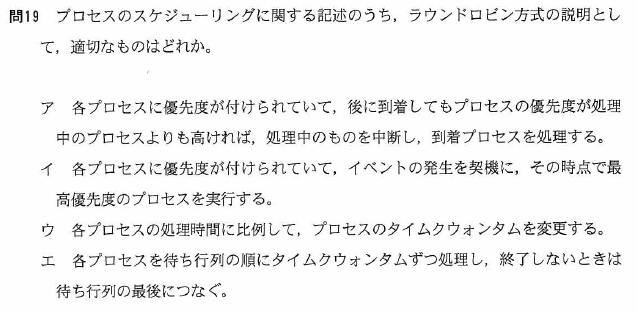 問19　プロセスのスケジューリングに関する記述のうち，ラウンドロビン方式の説明とし
て，適切なものはどれか。
ア　各プロセスに優先度が付けられていて，後に到着してもプロセスの優先度が処理
中のプロセスよりも高ければ，処理中のものを中断し，到着プロセスを処理する。
イ　各プロセスに優先度が付けられていて，イベントの発生を契機に，その時点で最
高優先度のプロセスを実行する。
ウ　各プロセスの処理時間に比例して，プロセスのタイムクウォンタムを変更する。
エ　各プロセスを待ち行列の順にタイムクウォンタムずつ処理し，終了しないときは
待ち行列の最後につなぐ。